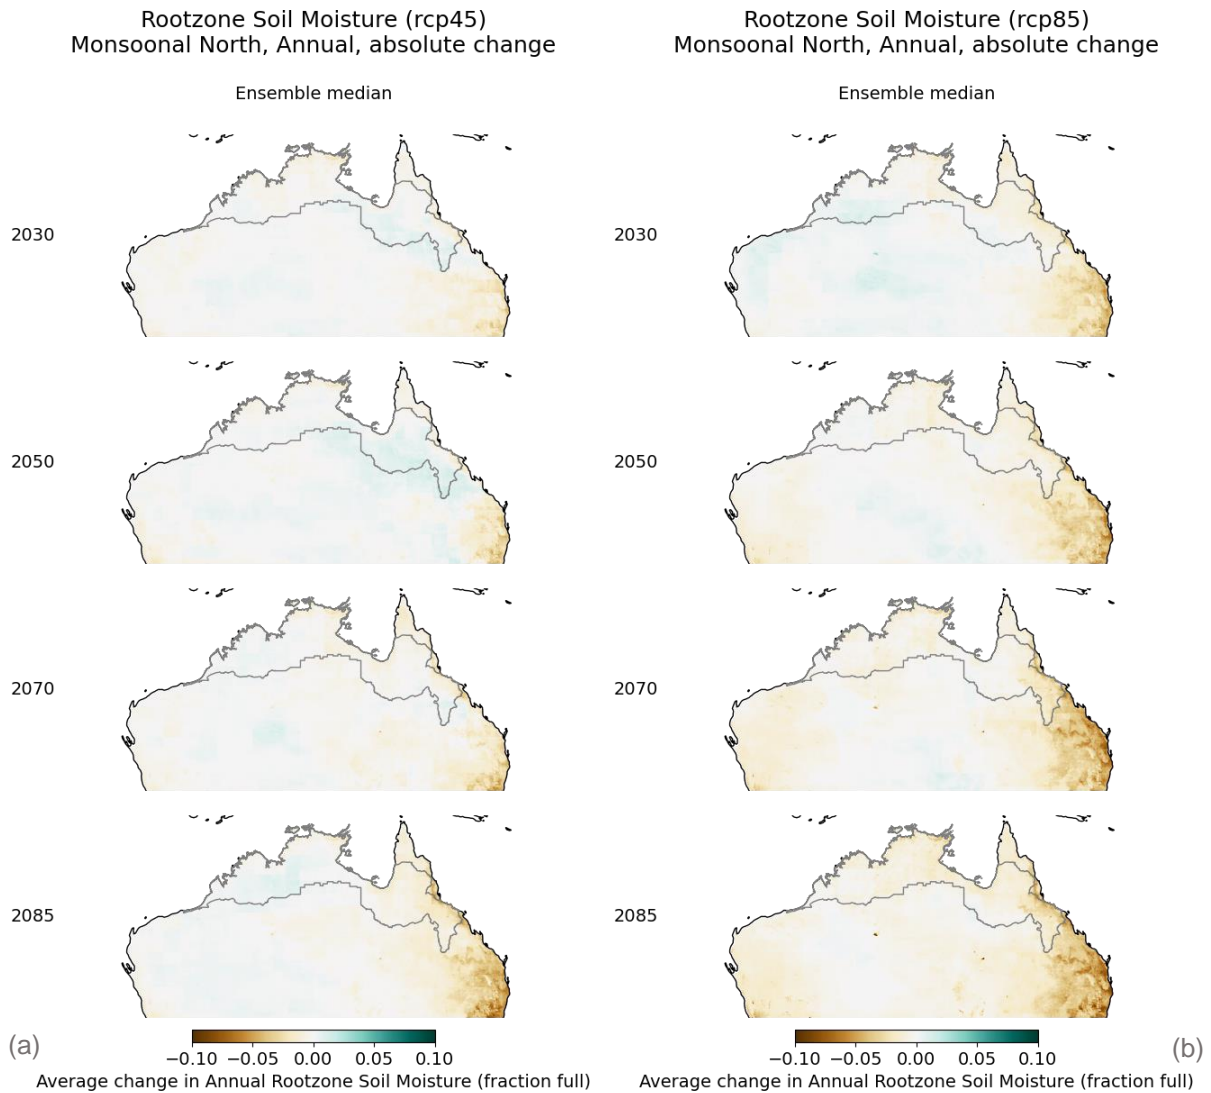 Rootzone Soil Moisture (rcp45)
Monsoonal North, Annual, absolute change
Ensemble median
2030
2050
2070
2085
−0.10 −0.05 0.00 0.05 0.10
Average change in Annual Rootzone Soil Moisture (fraction full)
(a)
Rootzone Soil Moisture (rcp85)
Monsoonal North, Annual, absolute change
Ensemble median
2030
2050
2070
2085
−0.10 −0.05 0.00 0.05 0.10
Average change in Annual Rootzone Soil Moisture (fraction full)
(b)